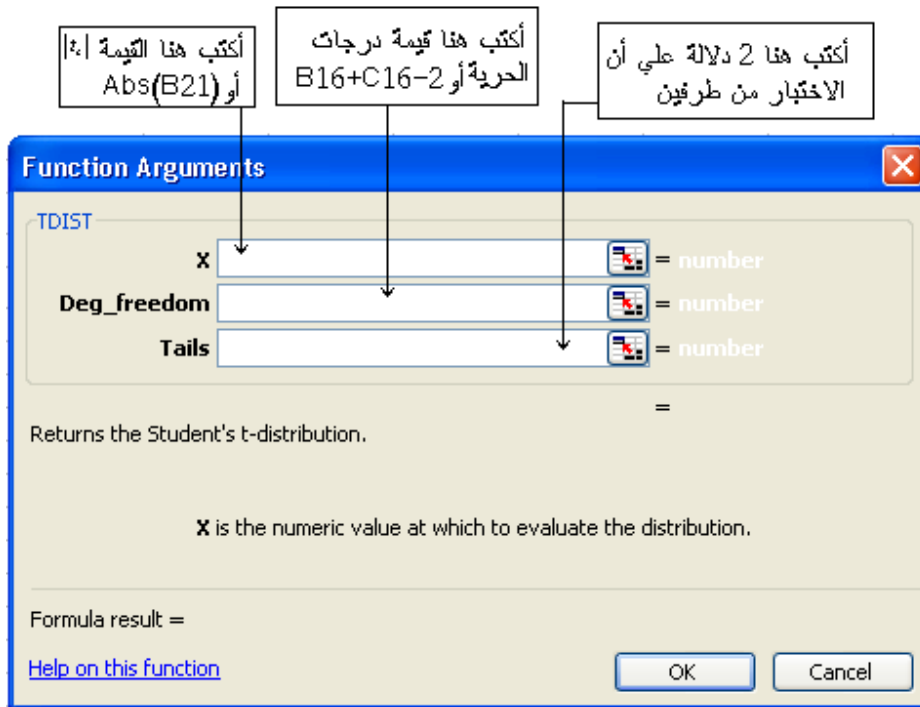 أكتب هنا القيمة |t꜀|
أو Abs(B21)
أكتب هنا قيمة درجات
الحرية أو B16+C16-2
أكتب هنا 2 دلالة علي أن
الاختبار من طرفين
Function Arguments
TDIST
X = number
Deg_freedom = number
Tails = number
=
Returns the Student's t-distribution.
X is the numeric value at which to evaluate the distribution.
Formula result =
Help on this function
OK Cancel